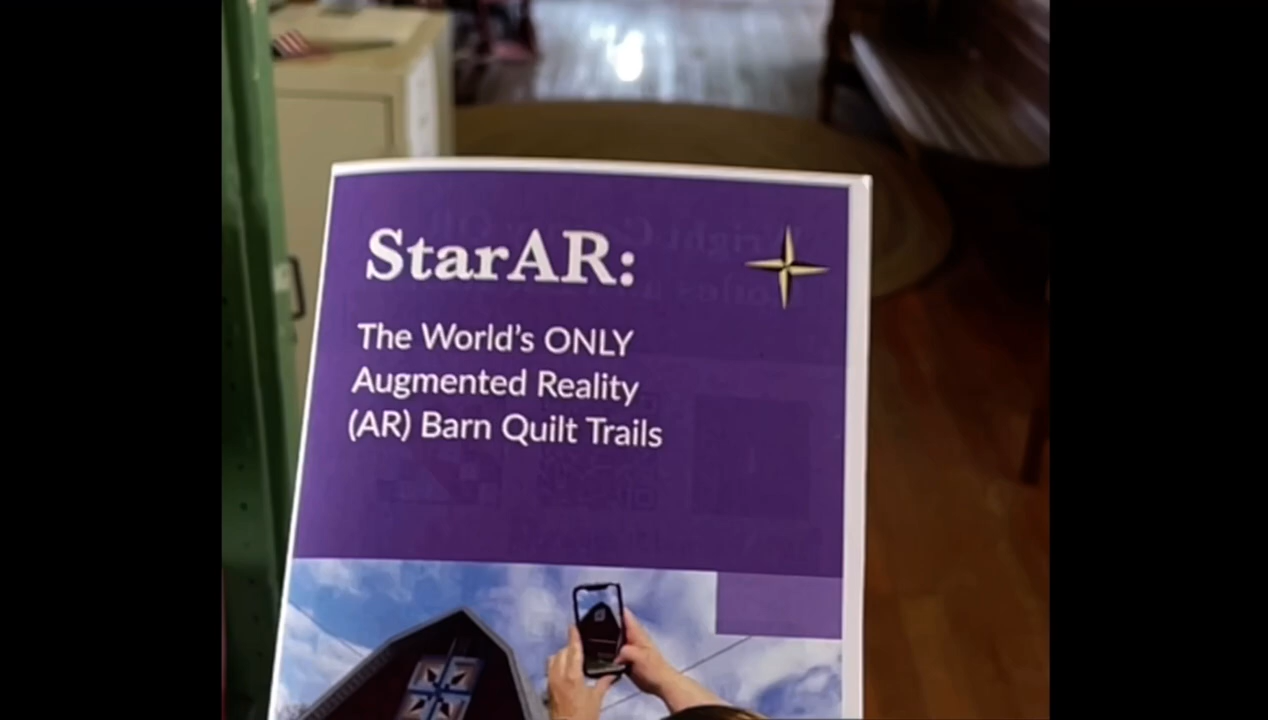 StarAR:
The World's ONLY
Augmented Reality
(AR) Barn Quilt Trails